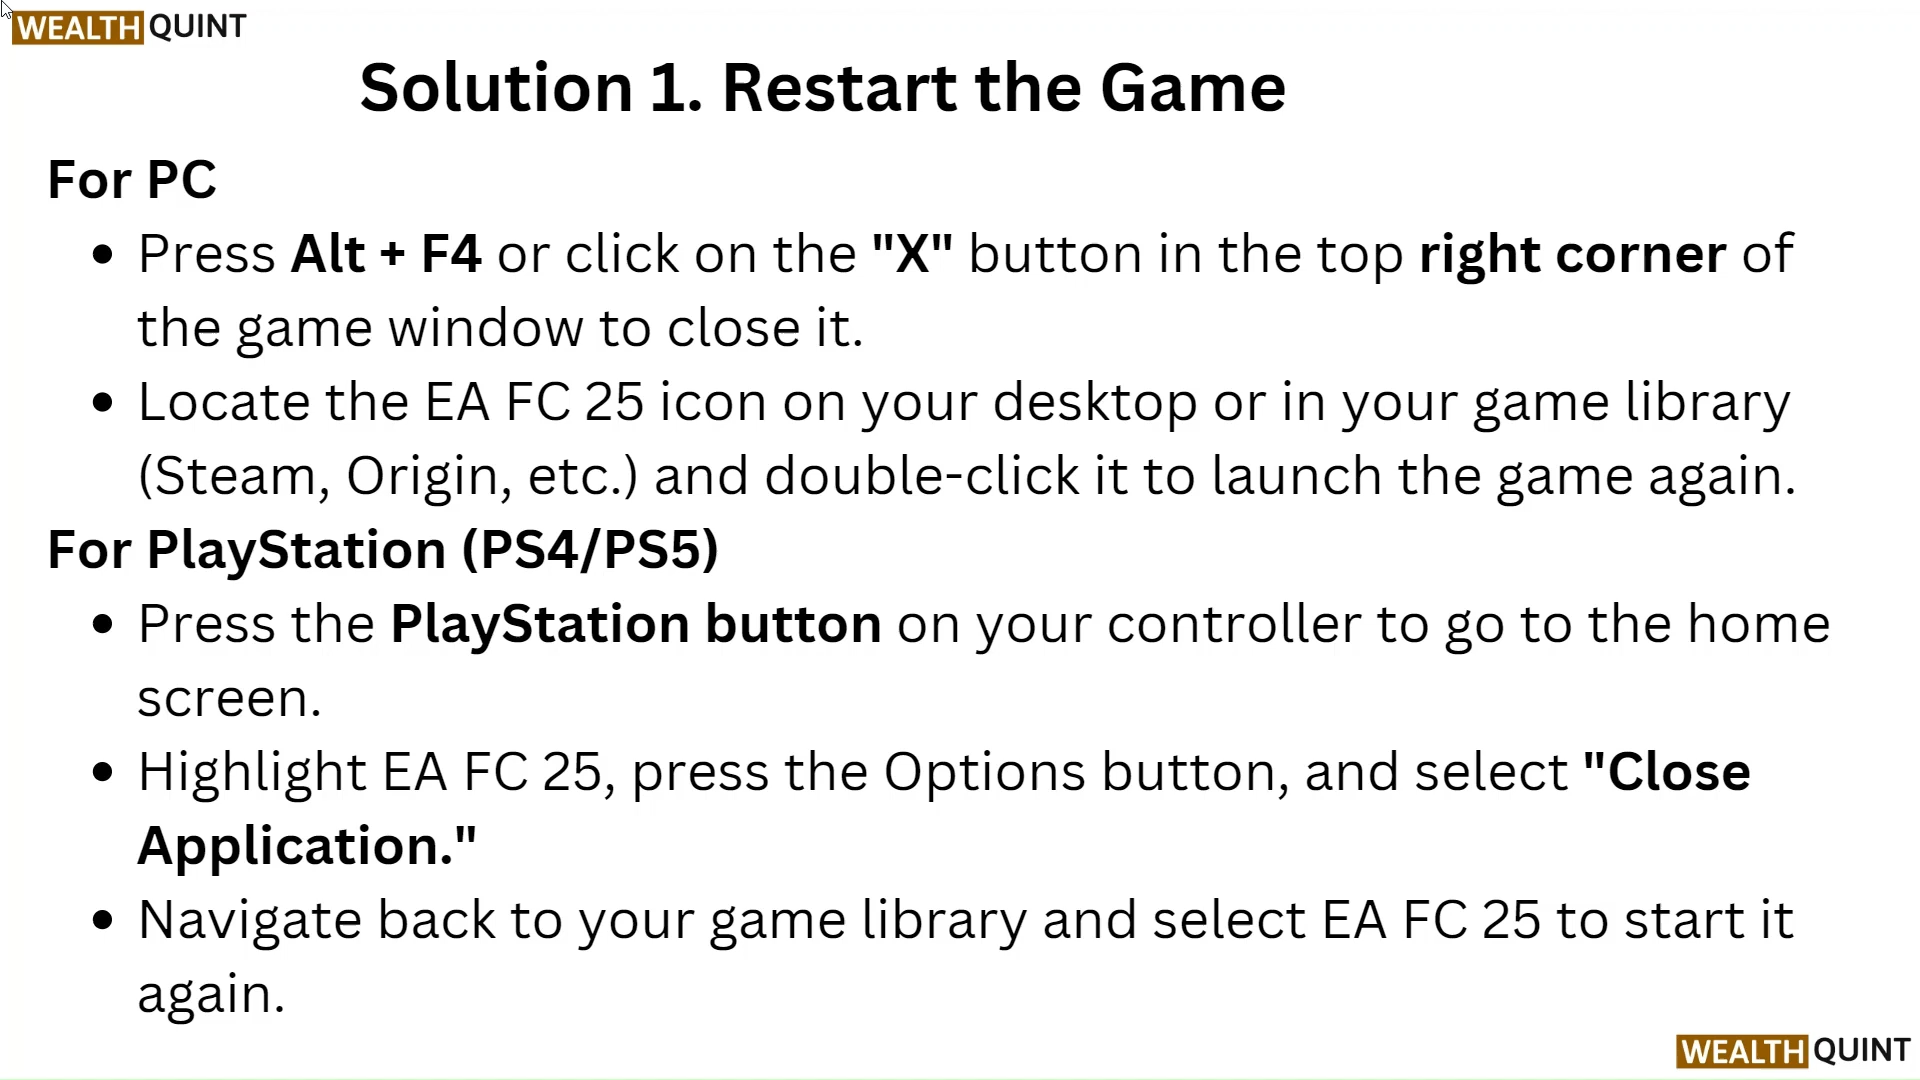 WEALTH QUINT
Solution 1. Restart the Game
For PC
• Press Alt + F4 or click on the "X" button in the top right corner of
the game window to close it.
• Locate the EA FC 25 icon on your desktop or in your game library
(Steam, Origin, etc.) and double-click it to launch the game again.
For PlayStation (PS4/PS5)
• Press the PlayStation button on your controller to go to the home
screen.
• Highlight EA FC 25, press the Options button, and select "Close
Application."
• Navigate back to your game library and select EA FC 25 to start it
again.
WEALTH QUINT